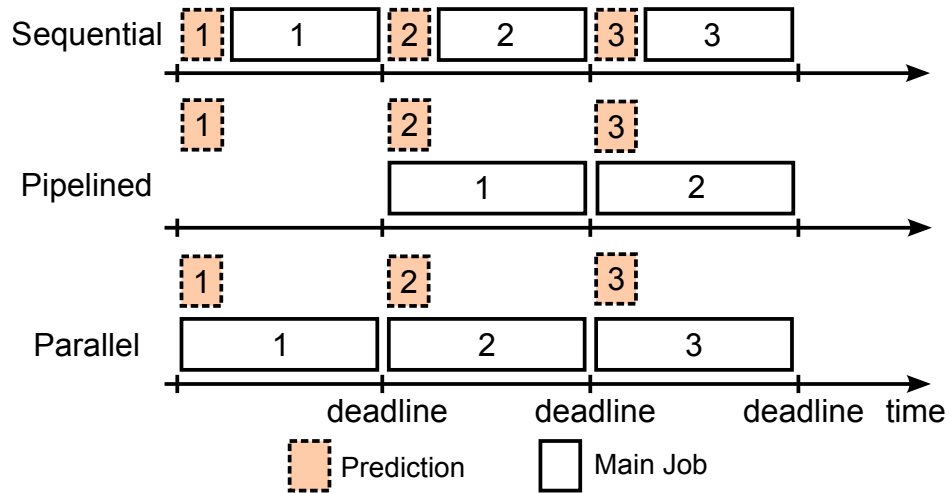 Sequential 1 1 2 2 3 3
1 2 3
Pipelined 1 2
1 2 3
Parallel 1 2 3
deadline deadline deadline time
Prediction Main Job